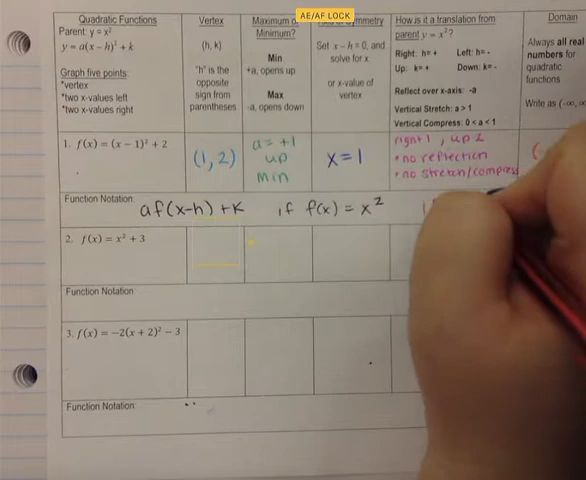 AE/AF LOCK
Quadratic Functions
Parent: y = x²
y = a(x − h)² + k
Graph five points:
*vertex
*two x-values left
*two x-values right
Vertex
(h, k)
"h" is the
opposite
sign from
parentheses
Maximum or
Minimum?
Min
+a, opens up
Max
-a, opens down
Symmetry
Set x − h = 0, and
solve for x
or x-value of
vertex
How is it a translation from
parent y = x²?
Right: h= + Left: h= -
Up: k= + Down: k= -
Reflect over x-axis: -a
Vertical Stretch: a > 1
Vertical Compress: 0 < a < 1
Domain
Always all real
numbers for
quadratic
functions
Write as (-∞,
1. f(x) = (x − 1)² + 2
(1, 2)
a = +1
up
min
x = 1
right 1, up 2
• no reflection
• no stretch/compress
(
Function Notation:
af(x-h) + k if f(x) = x²
2. f(x) = x² + 3
Function Notation:
3. f(x) = −2(x + 2)² − 3
Function Notation: